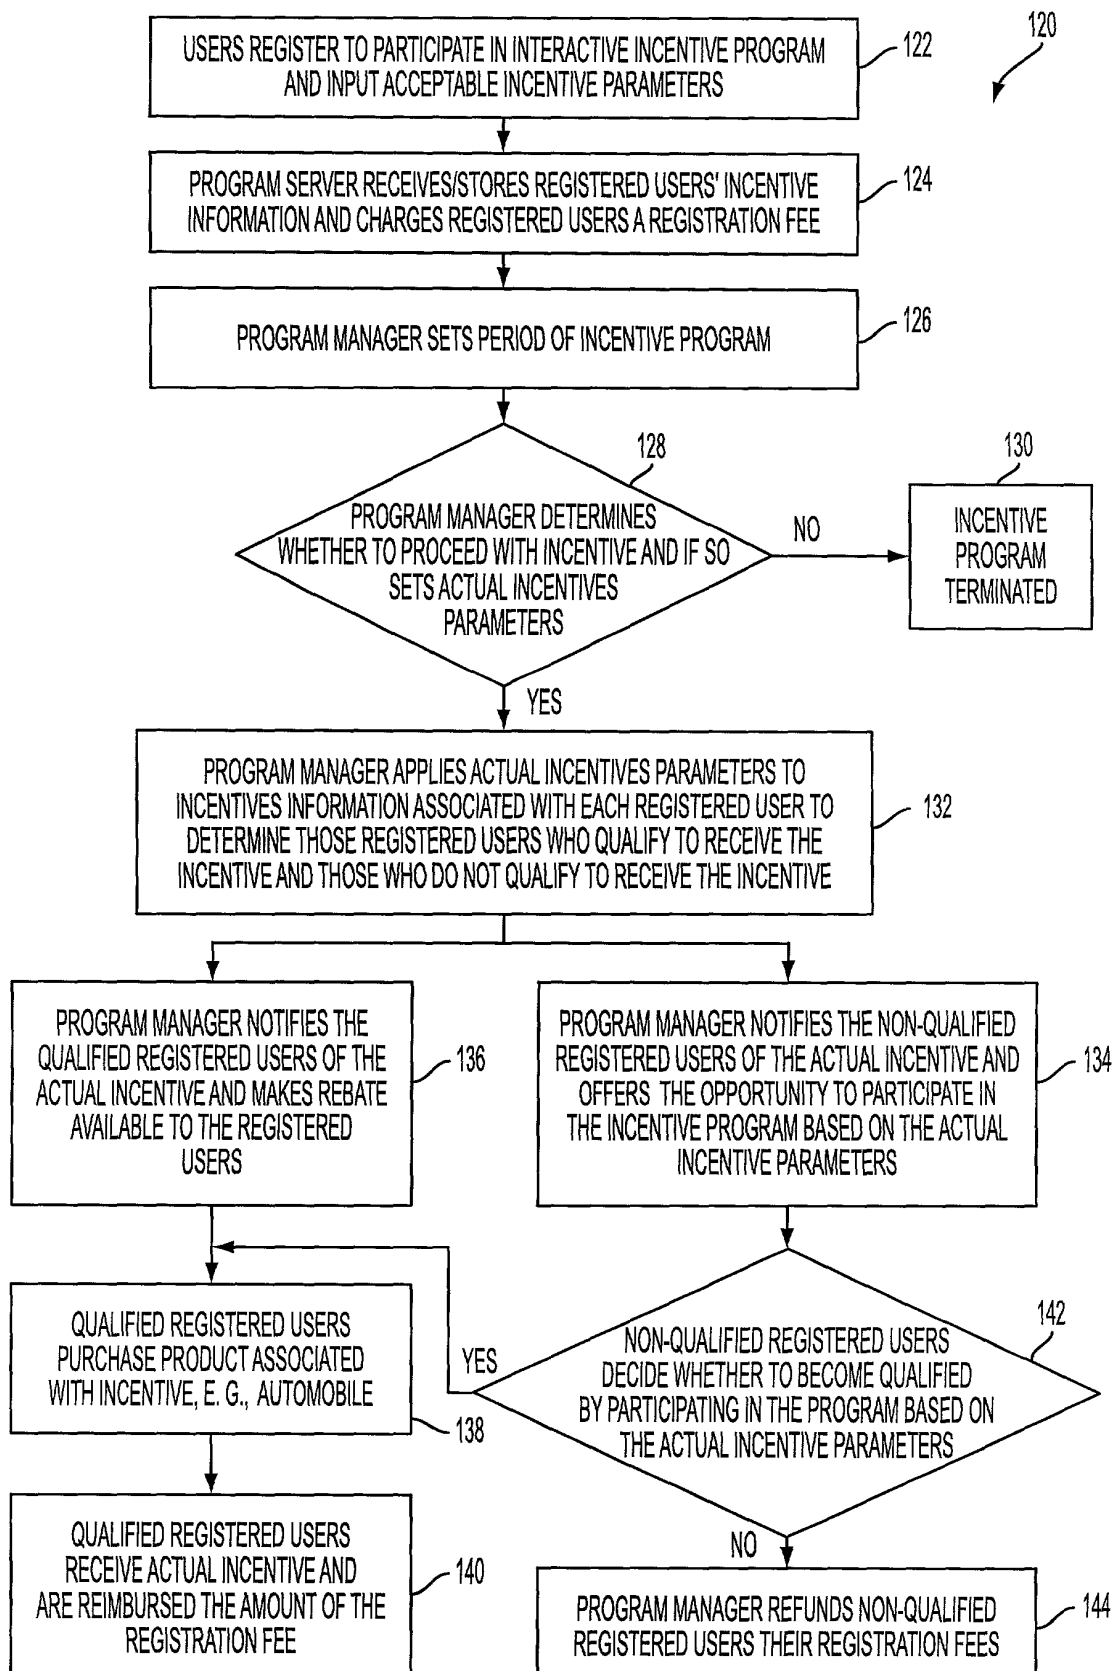 120
USERS REGISTER TO PARTICIPATE IN INTERACTIVE INCENTIVE PROGRAM
AND INPUT ACCEPTABLE INCENTIVE PARAMETERS
122
PROGRAM SERVER RECEIVES/STORES REGISTERED USERS' INCENTIVE
INFORMATION AND CHARGES REGISTERED USERS A REGISTRATION FEE
124
PROGRAM MANAGER SETS PERIOD OF INCENTIVE PROGRAM
126
128
PROGRAM MANAGER DETERMINES
WHETHER TO PROCEED WITH INCENTIVE AND IF SO
SETS ACTUAL INCENTIVES
PARAMETERS
NO
130
INCENTIVE
PROGRAM
TERMINATED
YES
PROGRAM MANAGER APPLIES ACTUAL INCENTIVES PARAMETERS TO
INCENTIVES INFORMATION ASSOCIATED WITH EACH REGISTERED USER TO
DETERMINE THOSE REGISTERED USERS WHO QUALIFY TO RECEIVE THE
INCENTIVE AND THOSE WHO DO NOT QUALIFY TO RECEIVE THE INCENTIVE
132
PROGRAM MANAGER NOTIFIES THE
QUALIFIED REGISTERED USERS OF THE
ACTUAL INCENTIVE AND MAKES REBATE
AVAILABLE TO THE REGISTERED
USERS
136
PROGRAM MANAGER NOTIFIES THE NON-QUALIFIED
REGISTERED USERS OF THE ACTUAL INCENTIVE AND
OFFERS THE OPPORTUNITY TO PARTICIPATE IN
THE INCENTIVE PROGRAM BASED ON THE ACTUAL
INCENTIVE PARAMETERS
134
QUALIFIED REGISTERED USERS
PURCHASE PRODUCT ASSOCIATED
WITH INCENTIVE, E. G., AUTOMOBILE
138
YES
NON-QUALIFIED REGISTERED USERS
DECIDE WHETHER TO BECOME QUALIFIED
BY PARTICIPATING IN THE PROGRAM BASED ON
THE ACTUAL INCENTIVE PARAMETERS
142
NO
QUALIFIED REGISTERED USERS
RECEIVE ACTUAL INCENTIVE AND
ARE REIMBURSED THE AMOUNT OF THE
REGISTRATION FEE
140
PROGRAM MANAGER REFUNDS NON-QUALIFIED
REGISTERED USERS THEIR REGISTRATION FEES
144